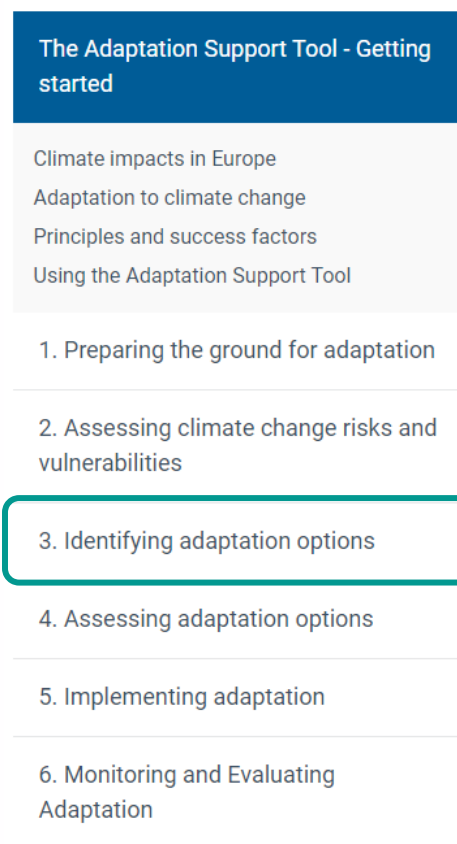 The Adaptation Support Tool - Getting
started
Climate impacts in Europe
Adaptation to climate change
Principles and success factors
Using the Adaptation Support Tool
1. Preparing the ground for adaptation
2. Assessing climate change risks and
vulnerabilities
3. Identifying adaptation options
4. Assessing adaptation options
5. Implementing adaptation
6. Monitoring and Evaluating
Adaptation